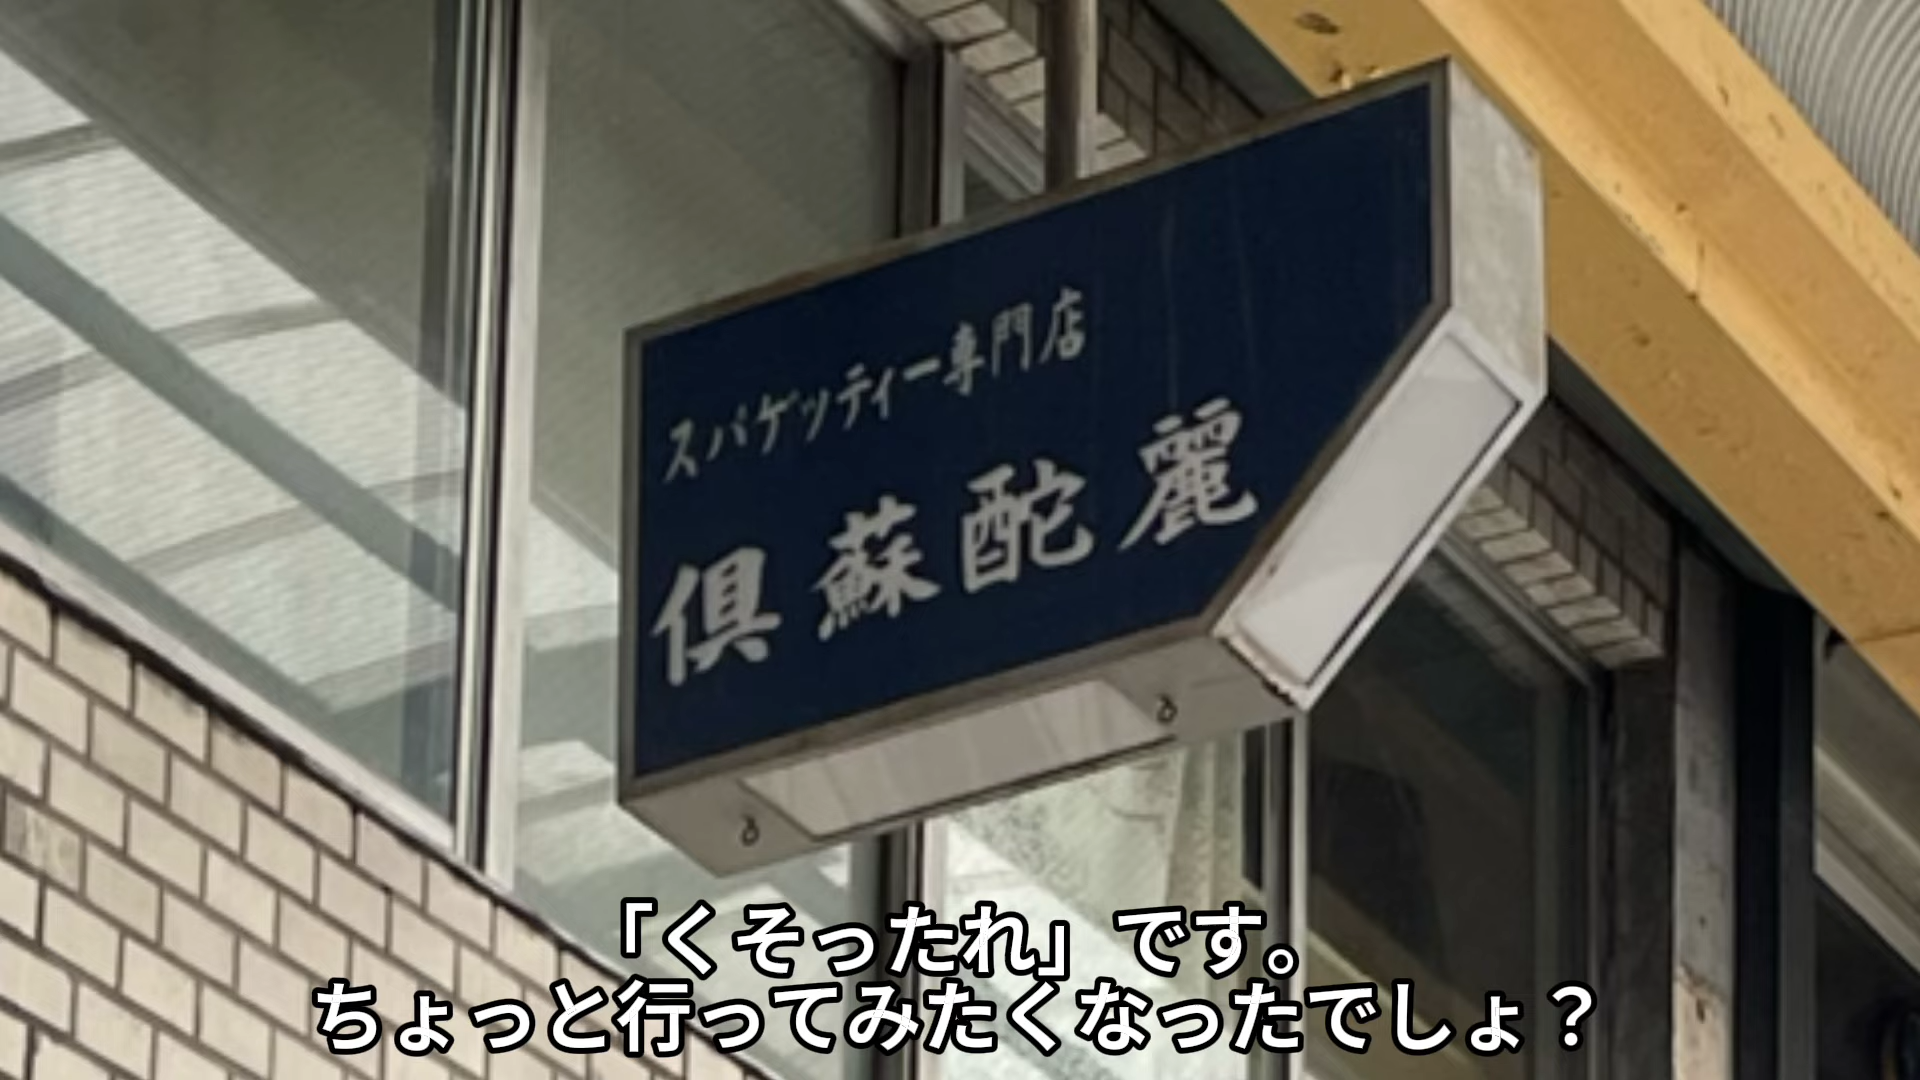 スパゲッティー専門店
俱蘇酡麗
「くそったれ」です。
ちょっと行ってみたくなったでしょ？